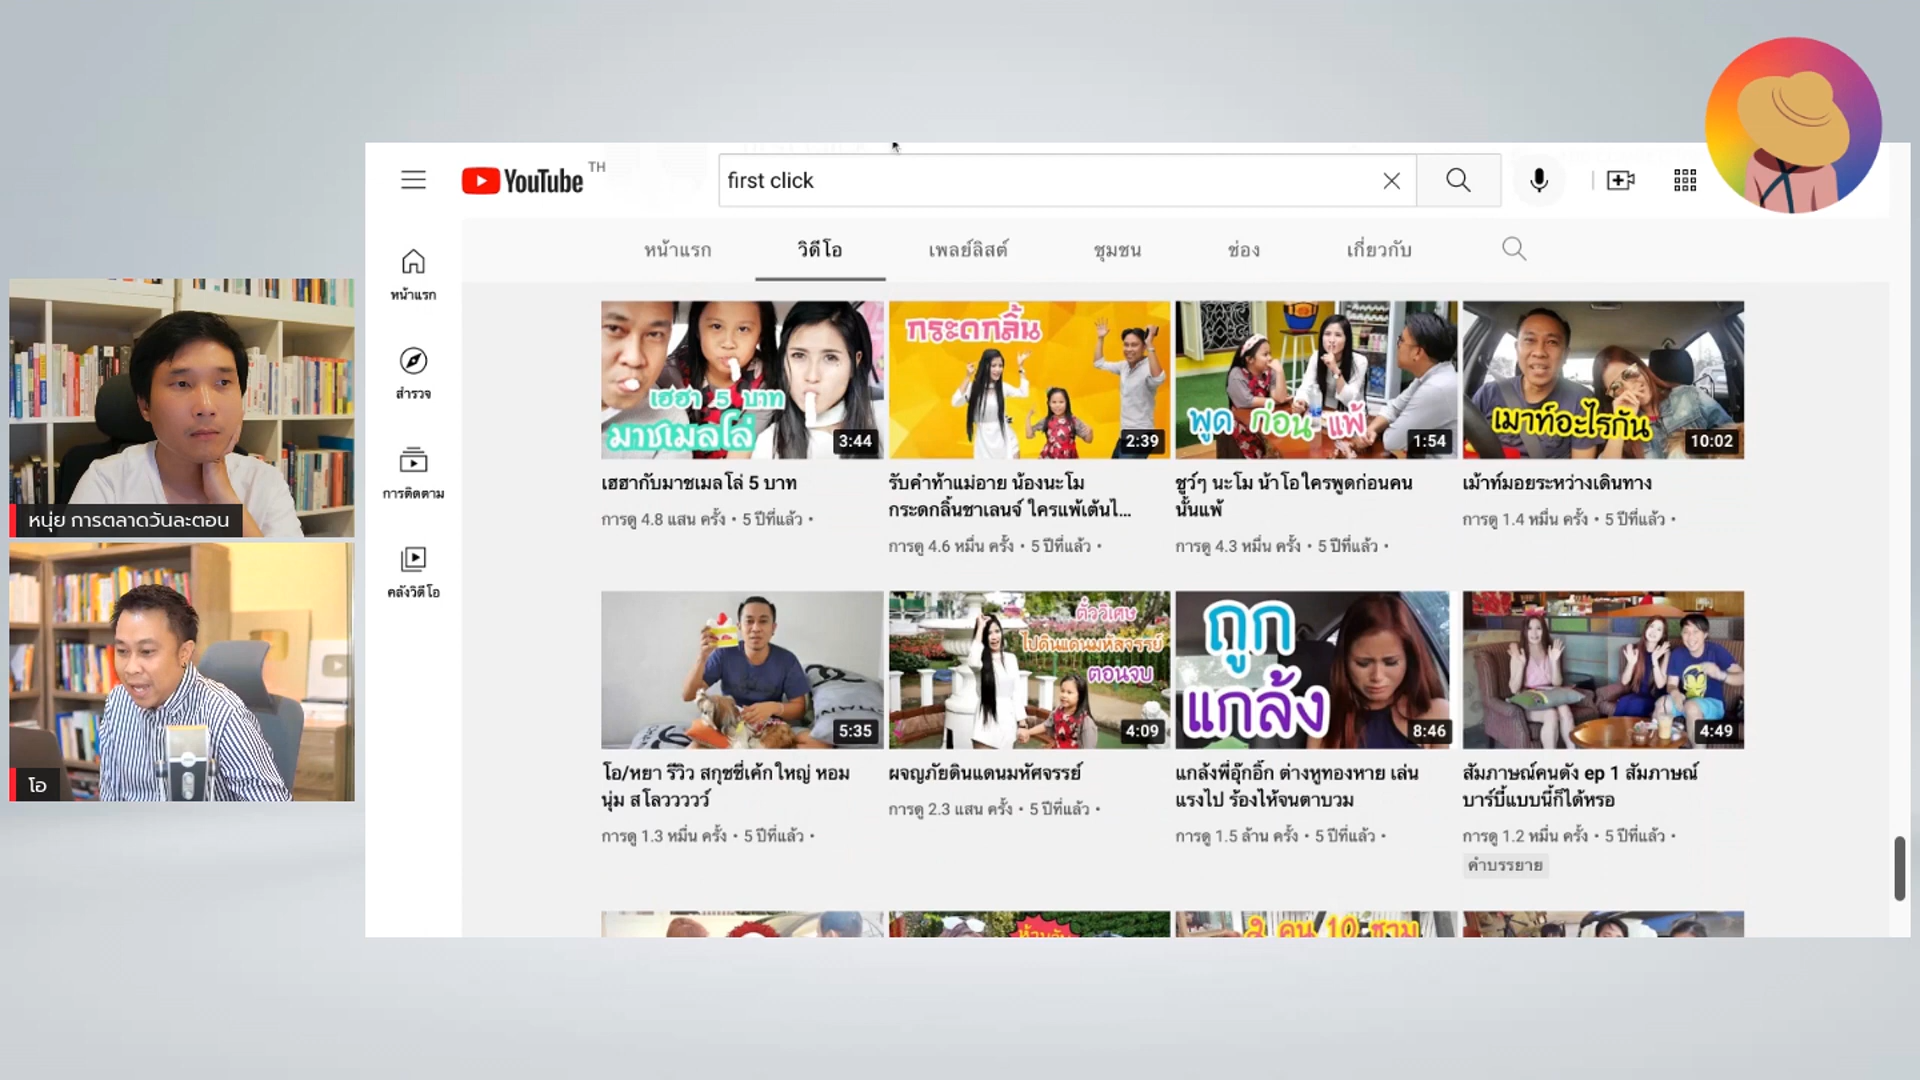 YouTube TH
first click
หน้าแรก
วิดีโอ
เพลย์ลิสต์
ชุมชน
ช่อง
เกี่ยวกับ
หน้าแรก
สำรวจ
การติดตาม
คลังวิดีโอ
หนุ่ย การตลาดวันละตอน
โอ
เฮฮา 5 บาท
มาชเมลโล่
3:44
กระดกลิ้น
2:39
พูด ก่อน แพ้
1:54
เมาท์อะไรกัน
10:02
เฮฮากับมาชเมลโล่ 5 บาท
การดู 4.8 แสน ครั้ง • 5 ปีที่แล้ว •
รับคำท้าแม่อาย น้องนะโม
กระดกลิ้นชาเลนจ์ ใครแพ้เต้นไ...
การดู 4.6 หมื่น ครั้ง • 5 ปีที่แล้ว •
ชูว์ๆ นะโม น้าโอใครพูดก่อนคน
นั้นแพ้
การดู 4.3 หมื่น ครั้ง • 5 ปีที่แล้ว •
เม้าท์มอยระหว่างเดินทาง
การดู 1.4 หมื่น ครั้ง • 5 ปีที่แล้ว •
5:35
ตั๋ววิเศษ
ไปดินแดนมหัสจรรย์
ตอนจบ
4:09
ถูก
แกล้ง
8:46
4:49
โอ/หยา รีวิว สกุชชี่เค้กใหญ่ หอม
นุ่ม สโลววววว์
การดู 1.3 หมื่น ครั้ง • 5 ปีที่แล้ว •
ผจญภัยดินแดนมหัศจรรย์
การดู 2.3 แสน ครั้ง • 5 ปีที่แล้ว •
แกล้งพี่อุ๊กอิ๊ก ต่างหูทองหาย เล่น
แรงไป ร้องไห้จนตาบวม
การดู 1.5 ล้าน ครั้ง • 5 ปีที่แล้ว •
สัมภาษณ์คนดัง ep 1 สัมภาษณ์
บาร์บี้แบบนี้ก็ได้หรอ
การดู 1.2 หมื่น ครั้ง • 5 ปีที่แล้ว •
คำบรรยาย
2 คน 10 ชาม